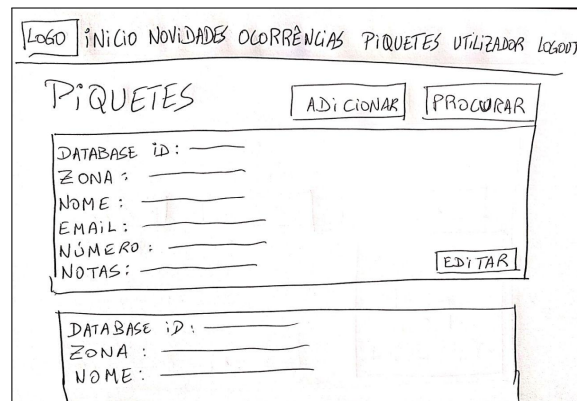 LOGO INICIO NOVIDADES OCORRÊNCIAS PIQUETES UTILIZADOR LOGOUT
PIQUETES ADICIONAR PROCURAR
DATABASE ID:
ZONA:
NOME:
EMAIL:
NÚMERO:
NOTAS:
EDITAR
DATABASE ID:
ZONA:
NOME: